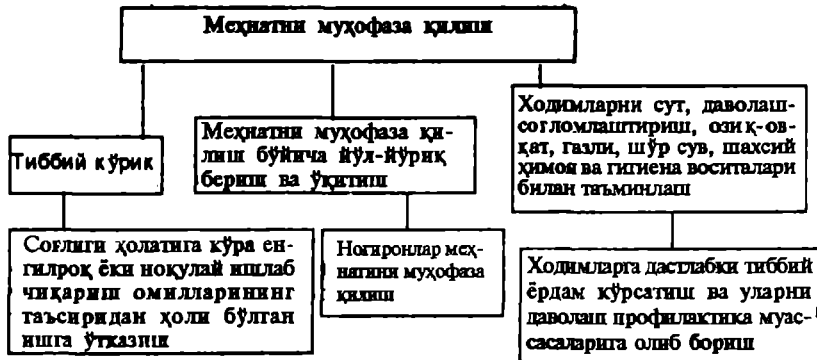 Меҳнатни муҳофаза қилиш
Тиббий кўрик
Меҳнатни муҳофаза қи-
лиш бўйича йўл-йўриқ
бериш ва ўқитиш
Ходимларни сут, даволаш-
соғломлаштириш, озиқ-ов-
қат, газли, шўр сув, шахсий
ҳимоя ва гигиена воситалари
билан таъминлаш
Соғлиги ҳолатига кўра ен-
гилроқ ёки ноқулай ишлаб
чиқариш омилларининг
таъсиридан ҳоли бўлган
ишга ўтказиш
Ногиронлар меҳ-
натини муҳофаза
қилиш
Ходимларга дастлабки тиббий
ёрдам кўрсатиш ва уларни
даволаш профилактика муас-
сасаларига олиб бориш